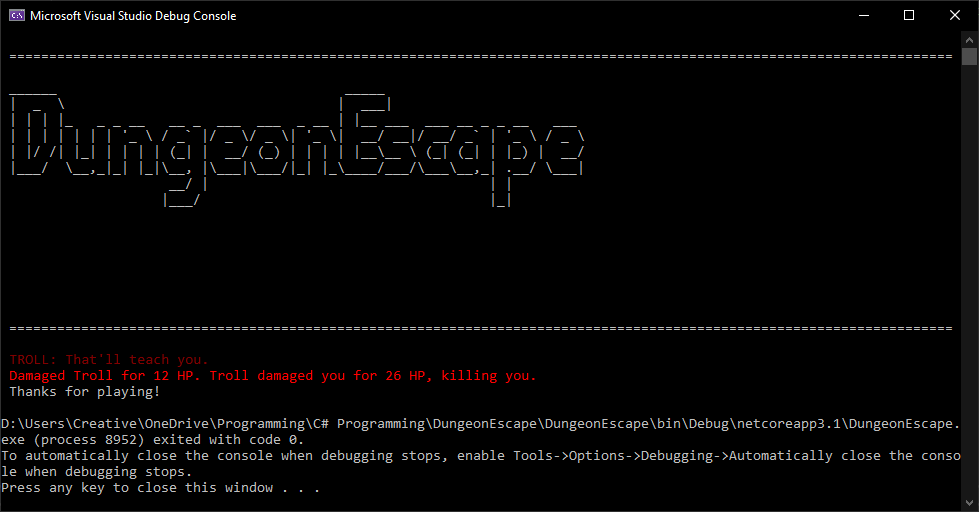 Microsoft Visual Studio Debug Console
======================================================================================================================
DungeonEscape
======================================================================================================================
TROLL: That'll teach you.
Damaged Troll for 12 HP. Troll damaged you for 26 HP, killing you.
Thanks for playing!
D:\Users\Creative\OneDrive\Programming\C# Programming\DungeonEscape\DungeonEscape\bin\Debug\netcoreapp3.1\DungeonEscape.
exe (process 8952) exited with code 0.
To automatically close the console when debugging stops, enable Tools->Options->Debugging->Automatically close the conso
le when debugging stops.
Press any key to close this window . . .